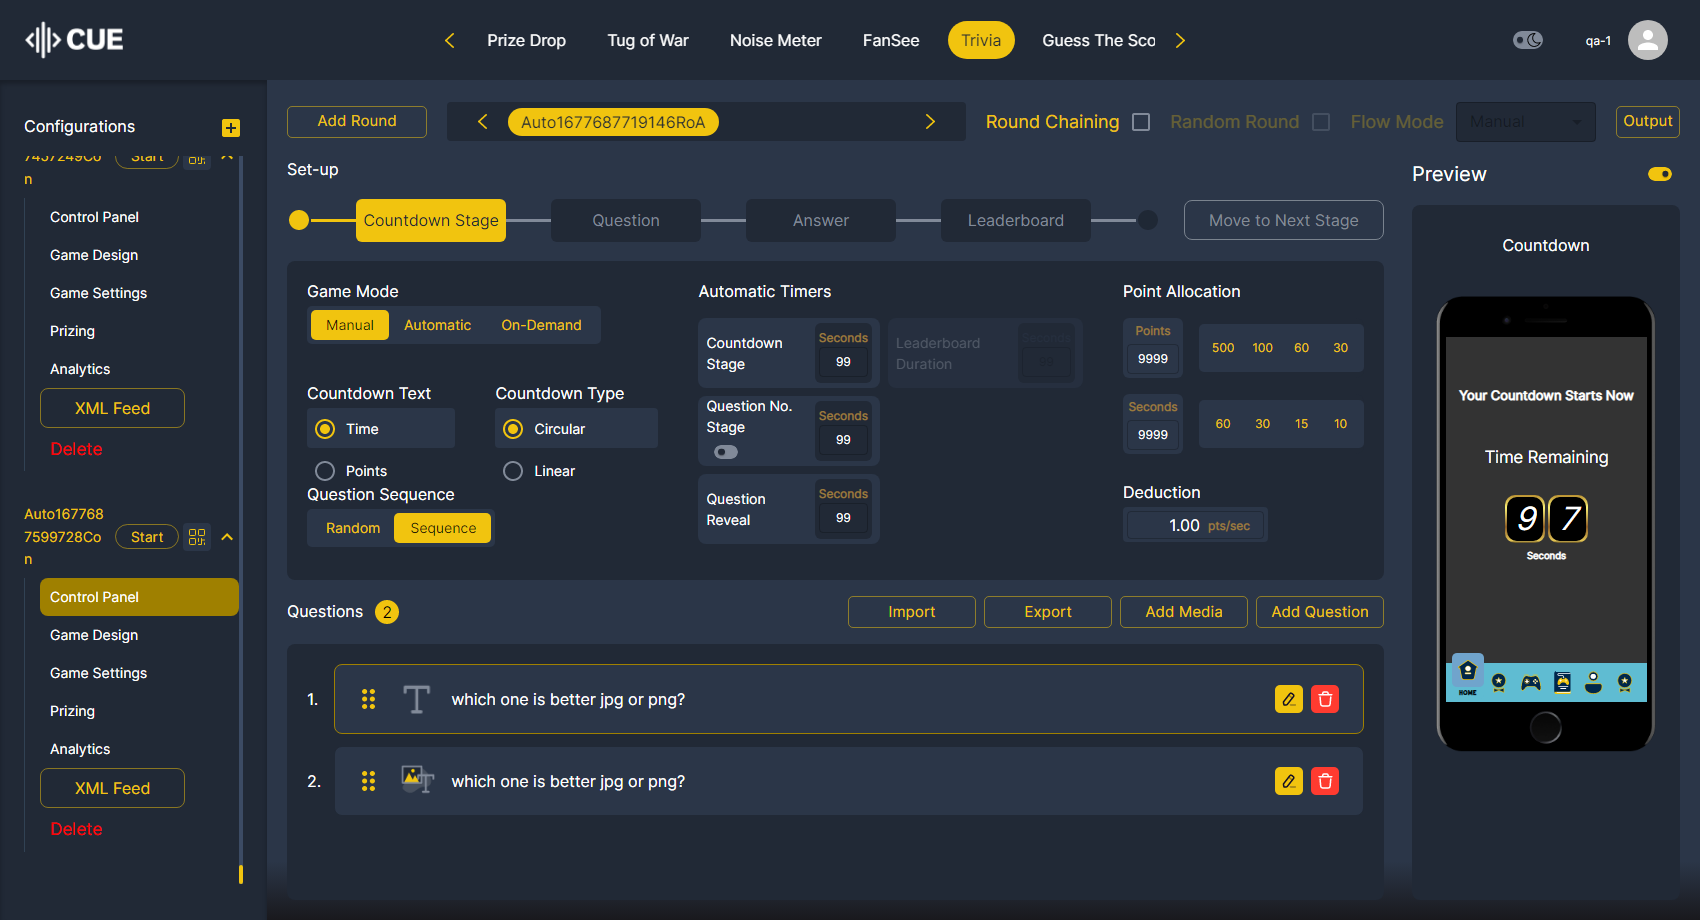 CUE
Prize Drop
Tug of War
Noise Meter
FanSee
Trivia
Guess The Sco
qa-1
Configurations
7437249Co
n
Start
Control Panel
Game Design
Game Settings
Prizing
Analytics
XML Feed
Delete
Auto167768
7599728Co
n
Start
Control Panel
Game Design
Game Settings
Prizing
Analytics
XML Feed
Delete
Add Round
Auto1677687719146RoA
Round Chaining
Random Round
Flow Mode
Manual
Output
Set-up
Countdown Stage
Question
Answer
Leaderboard
Move to Next Stage
Game Mode
Manual
Automatic
On-Demand
Countdown Text
Time
Points
Countdown Type
Circular
Linear
Question Sequence
Random
Sequence
Automatic Timers
Countdown
Stage
Seconds
99
Leaderboard
Duration
Seconds
Question No.
Stage
Seconds
99
Question
Reveal
Seconds
99
Point Allocation
Points
9999
500
100
60
30
Seconds
9999
60
30
15
10
Deduction
1.00 pts/sec
Questions
2
Import
Export
Add Media
Add Question
1.
which one is better jpg or png?
2.
which one is better jpg or png?
Preview
Countdown
Your Countdown Starts Now
Time Remaining
97
Seconds
HOME